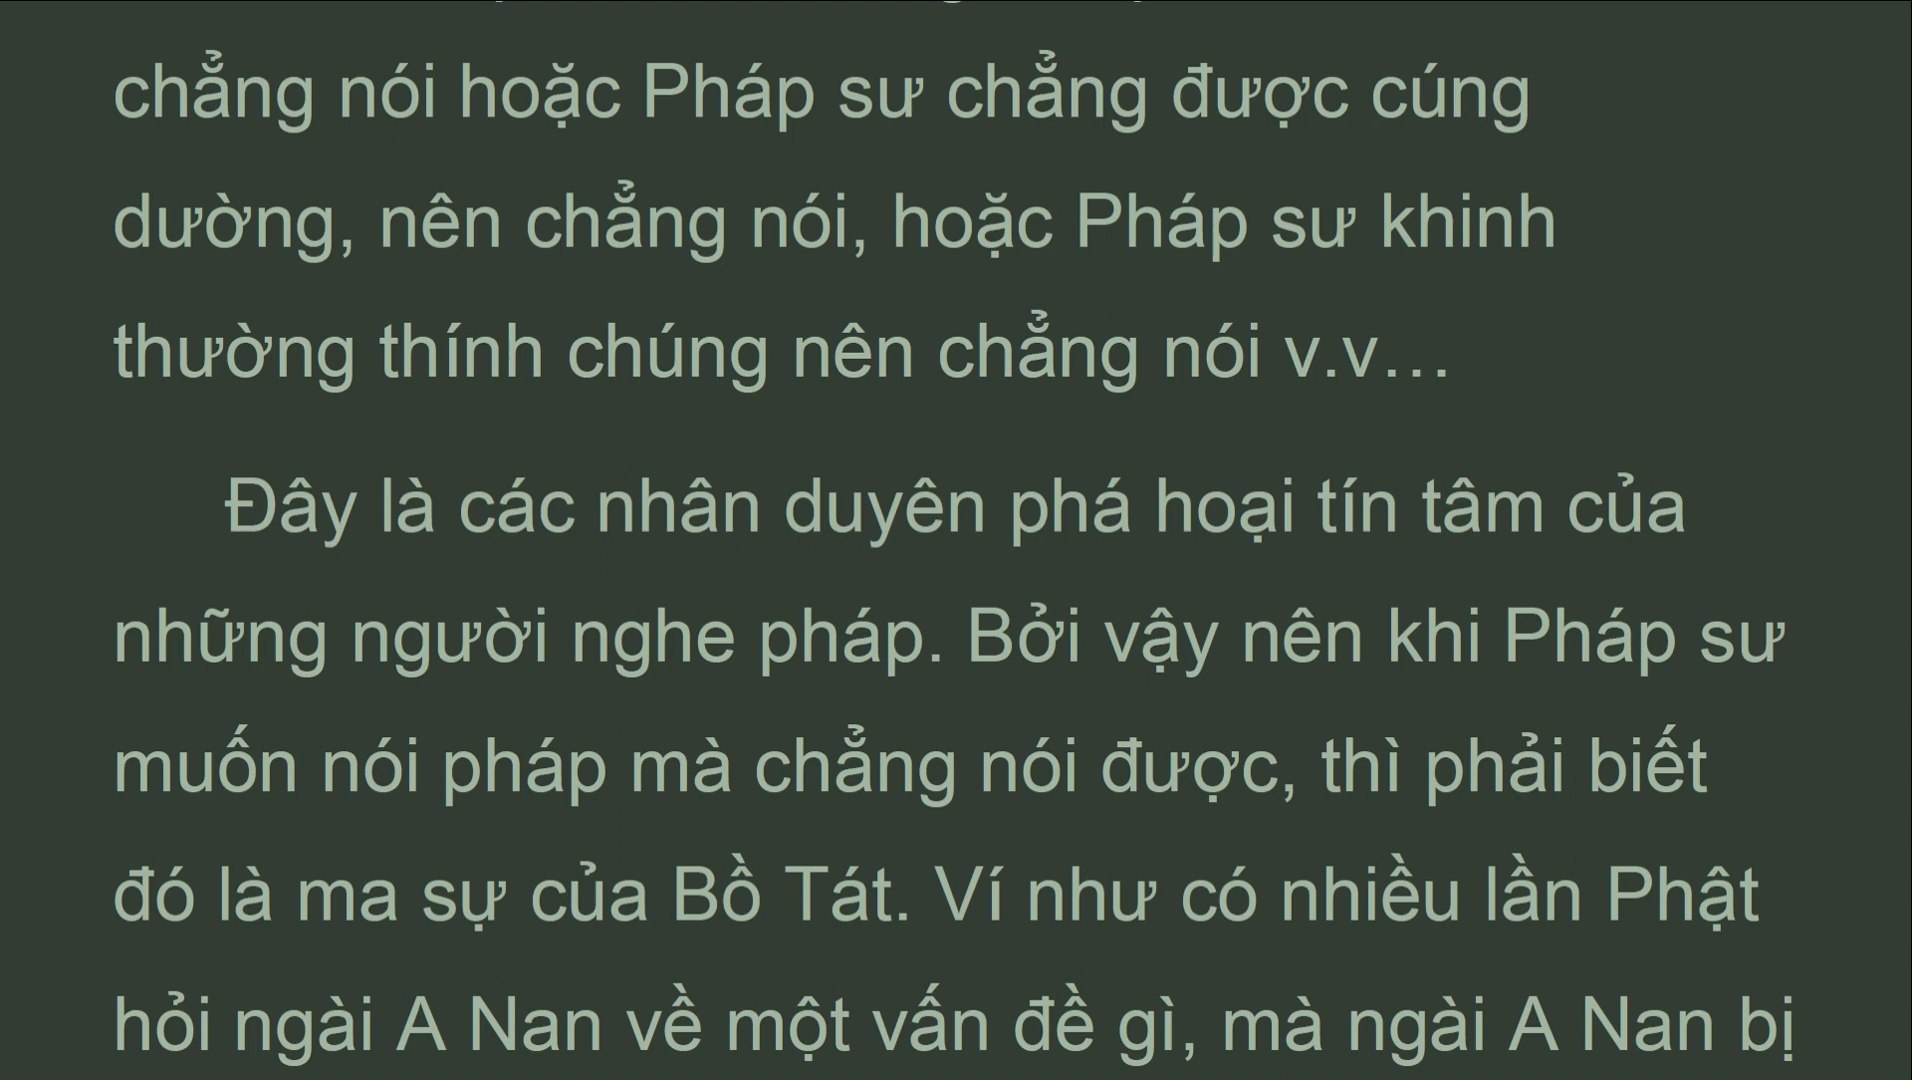 chẳng nói hoặc Pháp sư chẳng được cúng
dường, nên chẳng nói, hoặc Pháp sư khinh
thường thính chúng nên chẳng nói v.v…
Đây là các nhân duyên phá hoại tín tâm của
những người nghe pháp. Bởi vậy nên khi Pháp sư
muốn nói pháp mà chẳng nói được, thì phải biết
đó là ma sự của Bồ Tát. Ví như có nhiều lần Phật
hỏi ngài A Nan về một vấn đề gì, mà ngài A Nan bị